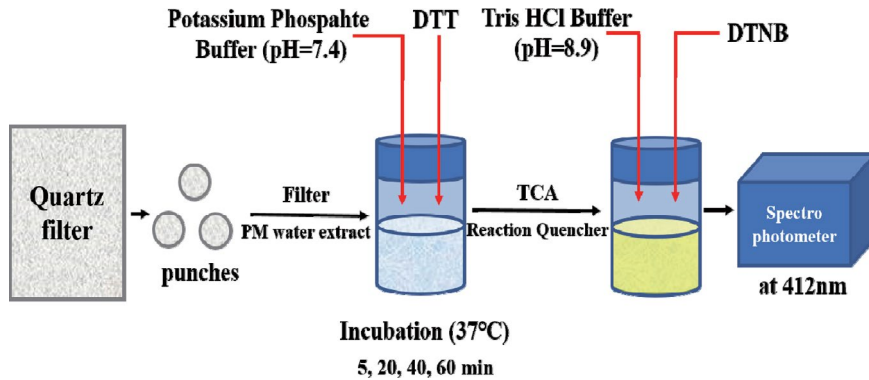 Potassium Phospahte
Buffer (pH=7.4)
DTT
Tris HCl Buffer
(pH=8.9)
DTNB
Quartz
filter
punches
Filter
PM water extract
TCA
Reaction Quencher
Spectro
photometer
at 412nm
Incubation (37°C)
5, 20, 40, 60 min